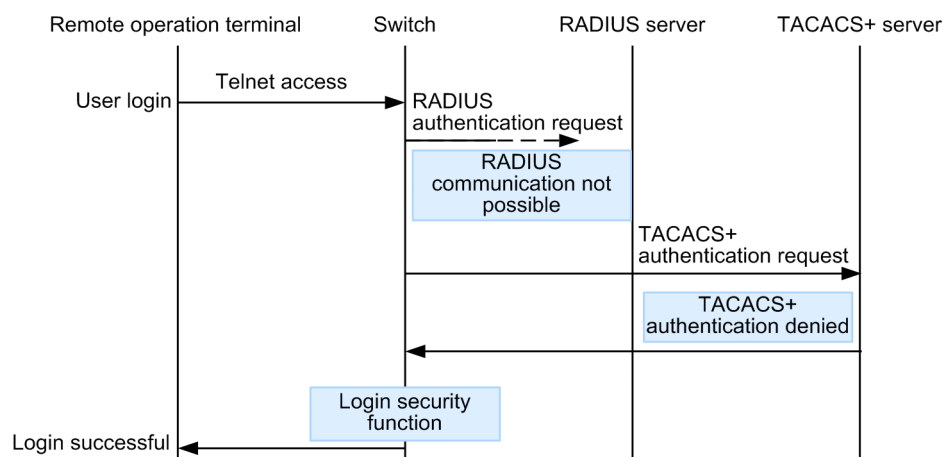 Remote operation terminal
Switch
RADIUS server
TACACS+ server
Telnet access
User login
RADIUS
authentication request
RADIUS
communication not
possible
TACACS+
authentication request
TACACS+
authentication denied
Login security
function
Login successful